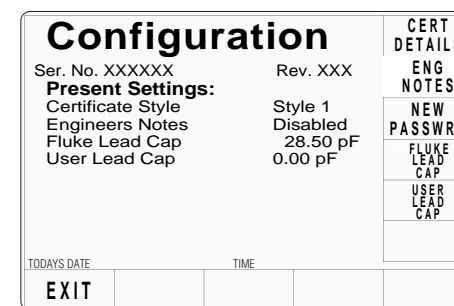 Configuration
Ser. No. XXXXXX Rev. XXX
Present Settings:
Certificate Style Style 1
Engineers Notes Disabled
Fluke Lead Cap 28.50 pF
User Lead Cap 0.00 pF
TODAYS DATE TIME
EXIT
CERT
DETAIL
ENG
NOTES
NEW
PASSWR
FLUKE
LEAD
CAP
USER
LEAD
CAP